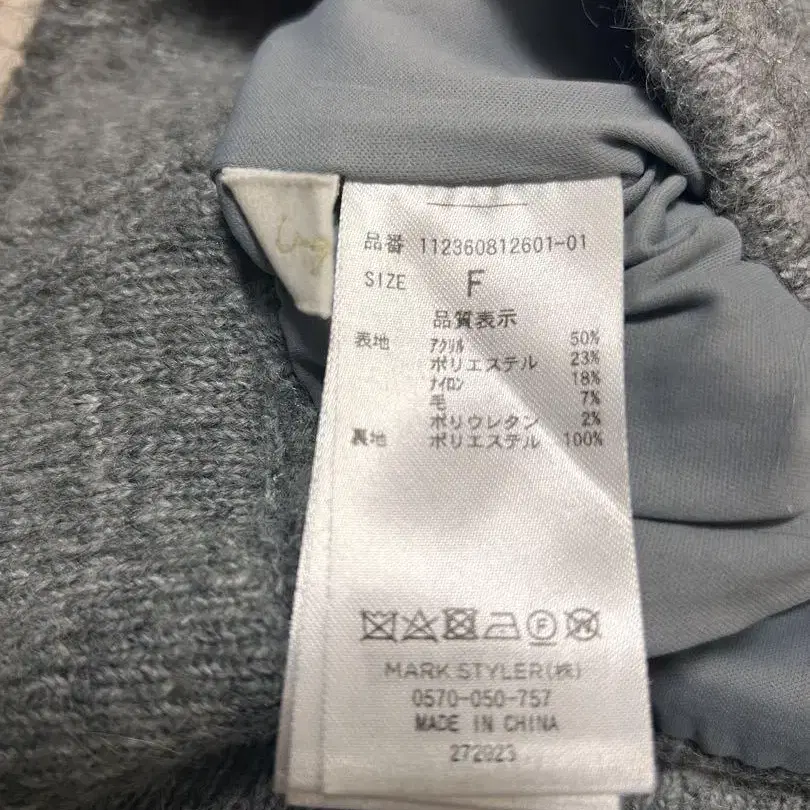 品番 112360812601-01
SIZE F
品質表示
表地 アクリル 50%
ポリエステル 23%
ナイロン 18%
毛 7%
ポリウレタン 2%
裏地 ポリエステル 100%
F
MARK STYLER(株)
0570-050-757
MADE IN CHINA
272023